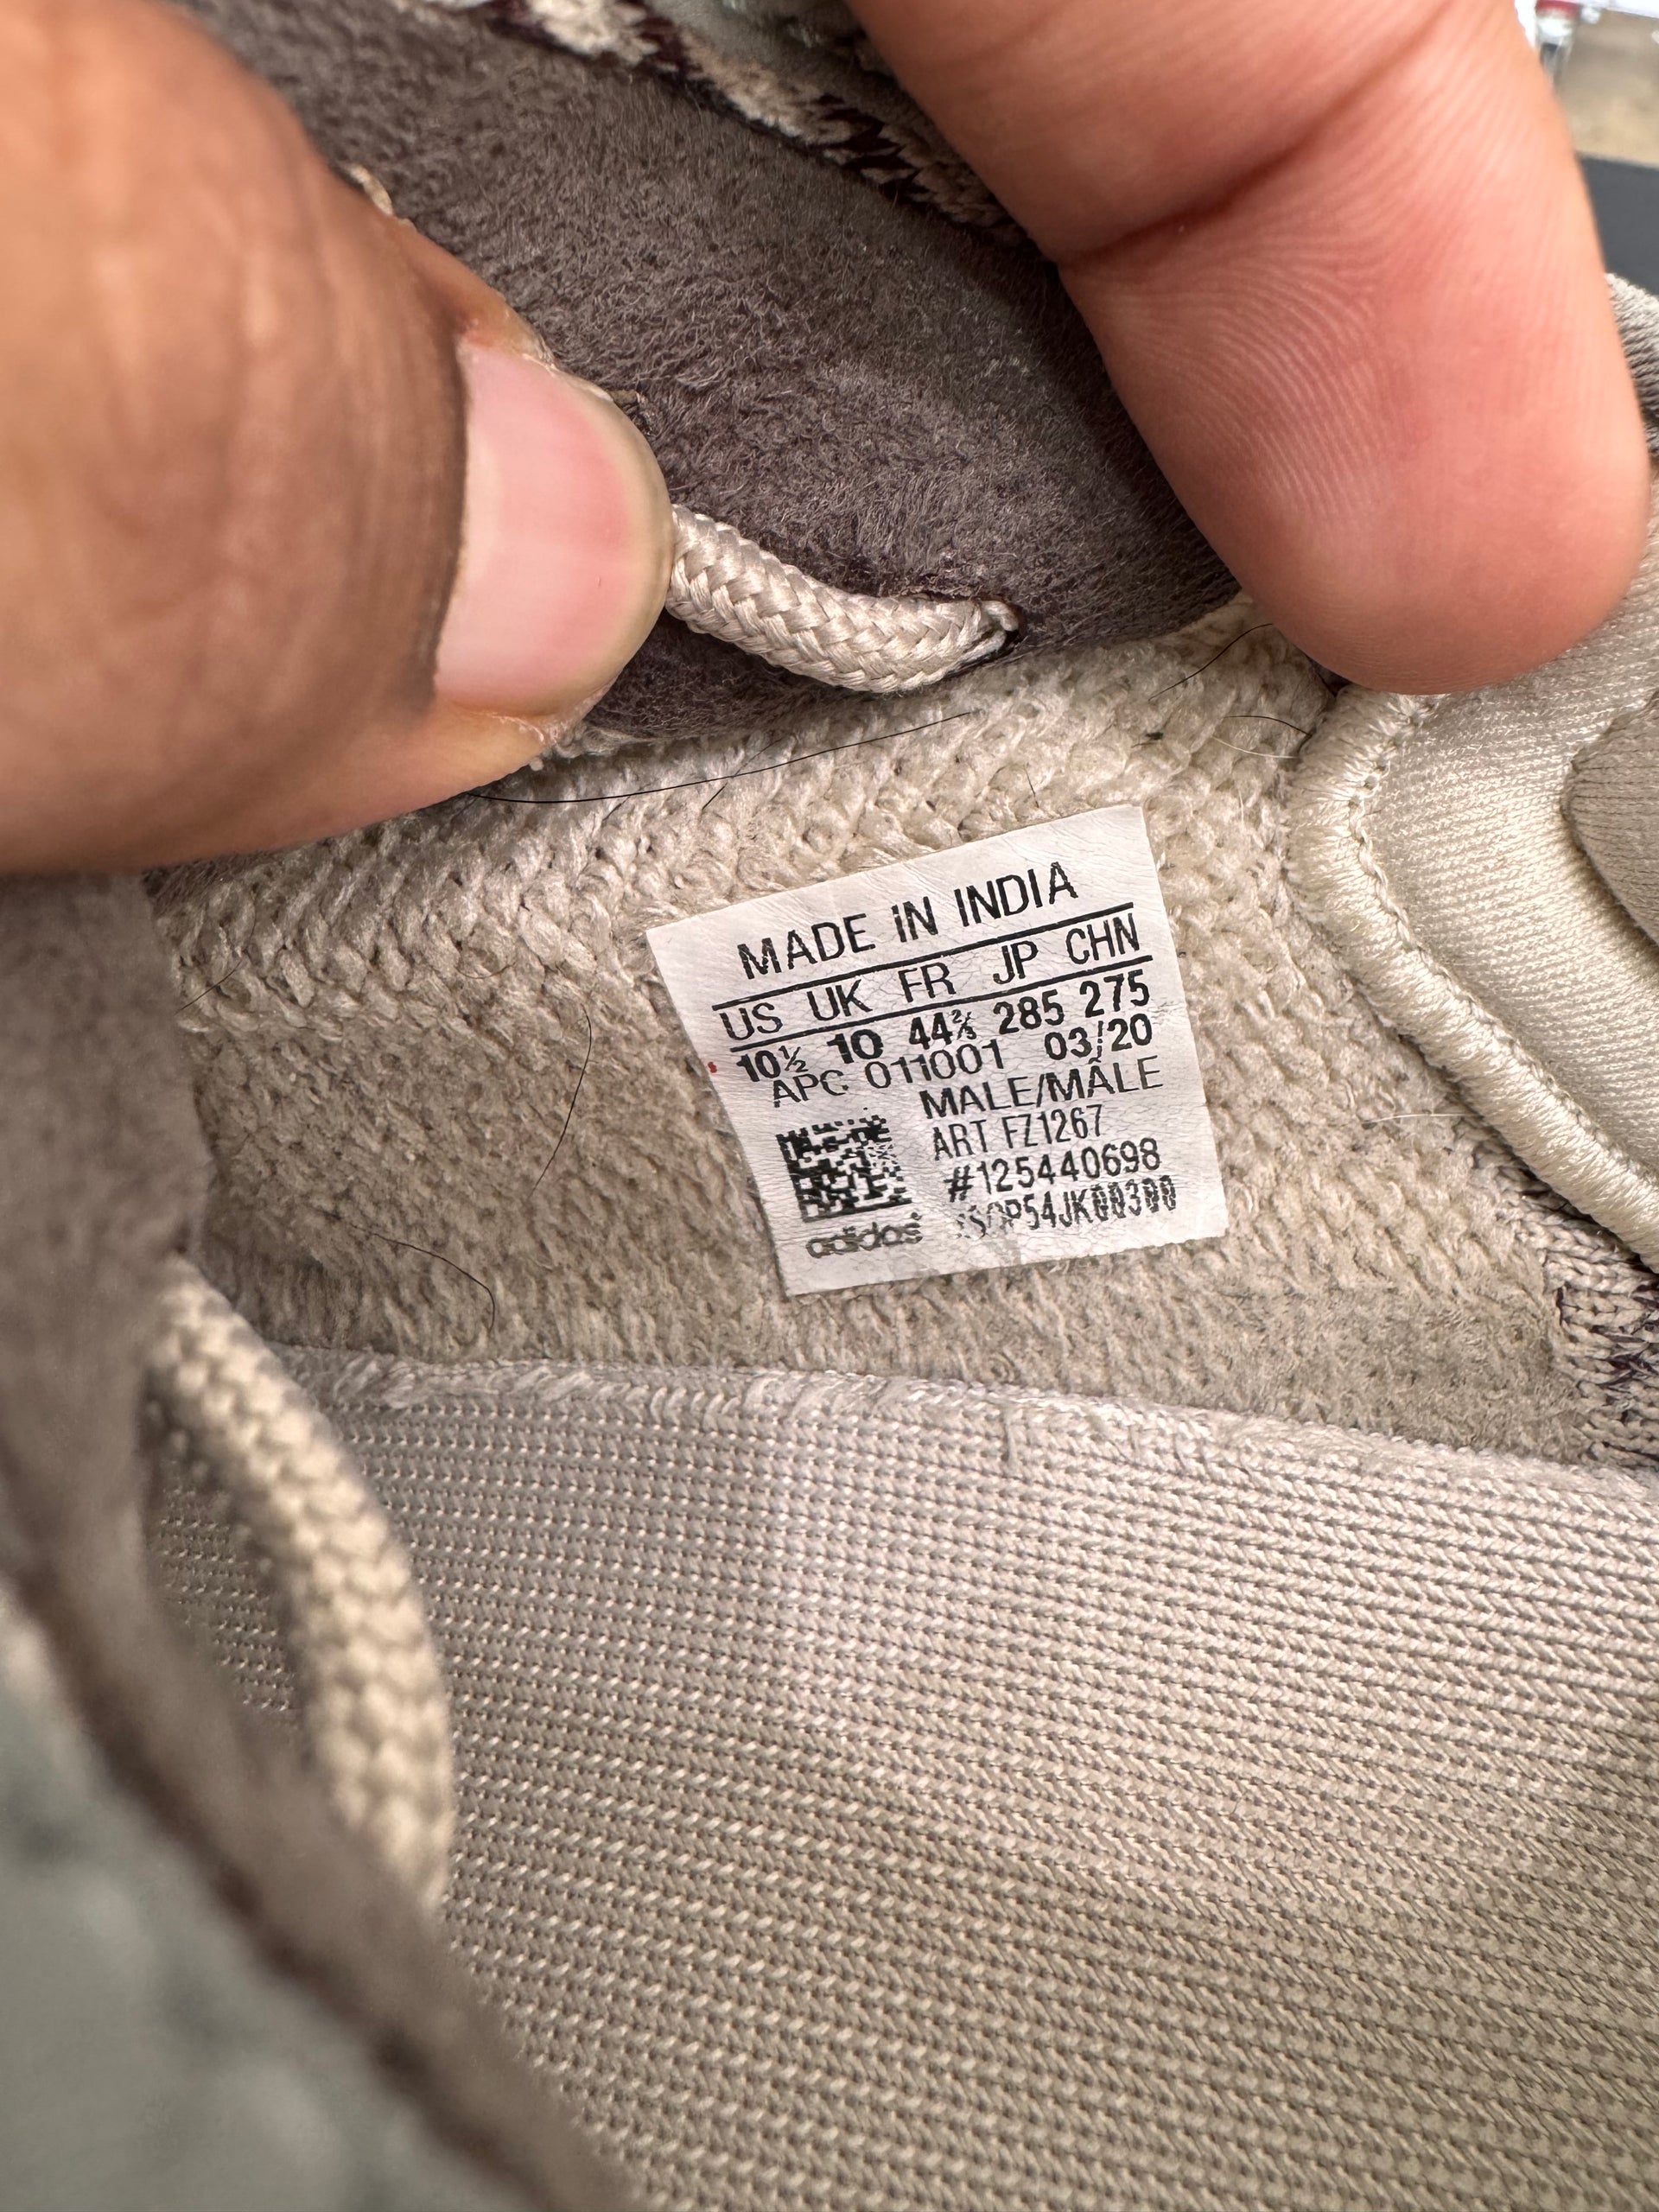 MADE IN INDIA
US UK FR JP CHN
10½ 10 44⅔ 285 275
APC 011001 03/20
MALE/MÂLE
ART FZ1267
#125440698
adidas